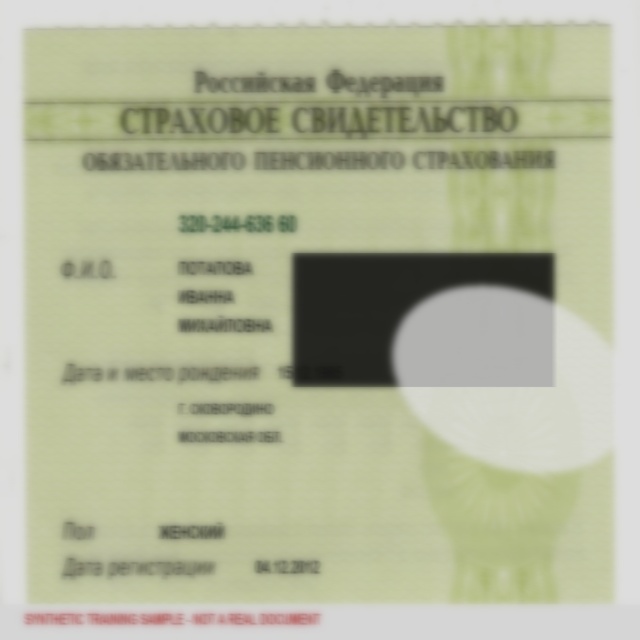 Российская Федерация
СТРАХОВОЕ СВИДЕТЕЛЬСТВО
ОБЯЗАТЕЛЬНОГО ПЕНСИОННОГО СТРАХОВАНИЯ
320-244-636 60
Ф.И.О. ПОТАПОВА
ИВАННА
МИХАЙЛОВНА
Дата и место рождения
Г. СКОВОРОДИНО
МОСКОВСКАЯ ОБЛ.
Пол ЖЕНСКИЙ
Дата регистрации 04.12.2012
SYNTHETIC TRAINING SAMPLE - NOT A REAL DOCUMENT